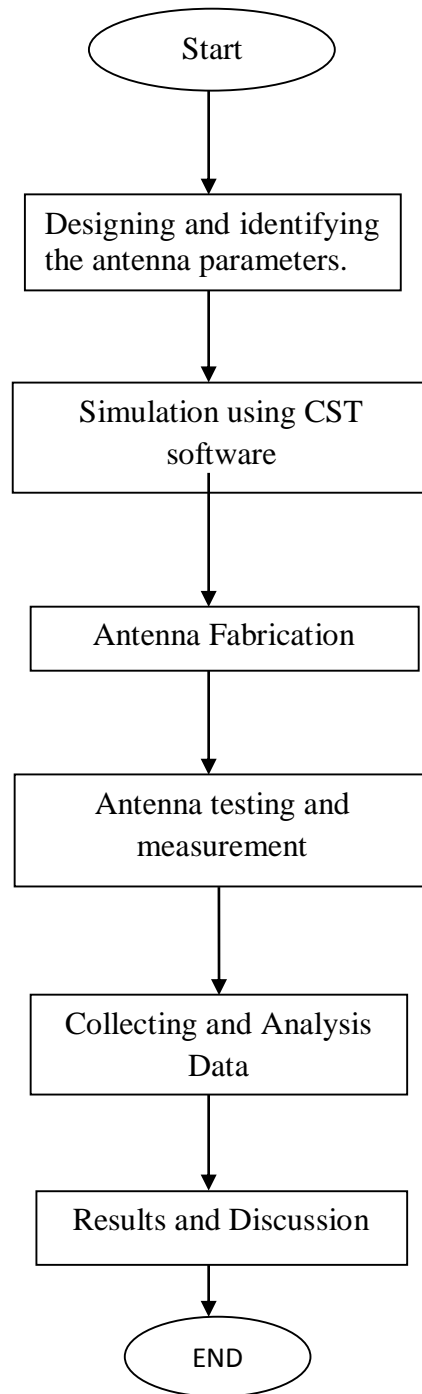 Start
Designing and identifying
the antenna parameters.
Simulation using CST
software
Antenna Fabrication
Antenna testing and
measurement
Collecting and Analysis
Data
Results and Discussion
END